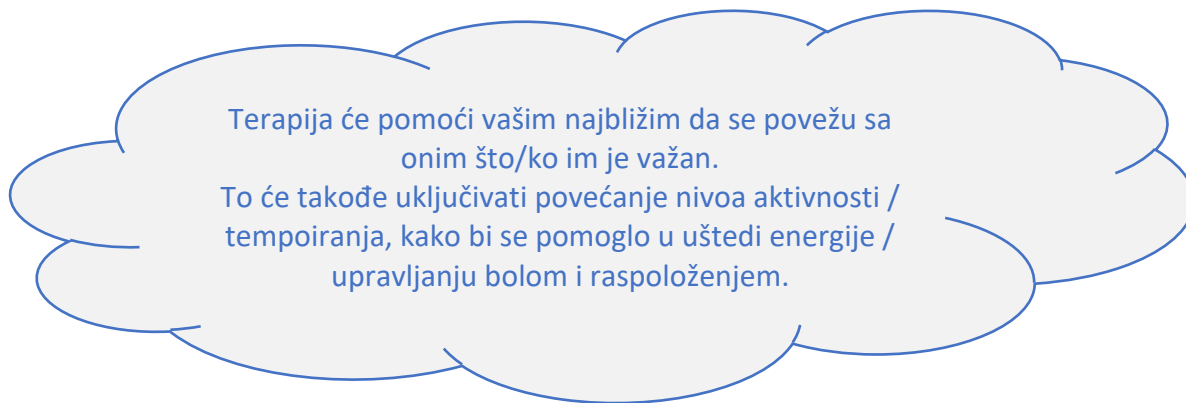 Terapija će pomoći vašim najbližim da se povežu sa
onim što/ko im je važan.
To će takođe uključivati povećanje nivoa aktivnosti /
tempoiranja, kako bi se pomoglo u uštedi energije /
upravljanju bolom i raspoloženjem.